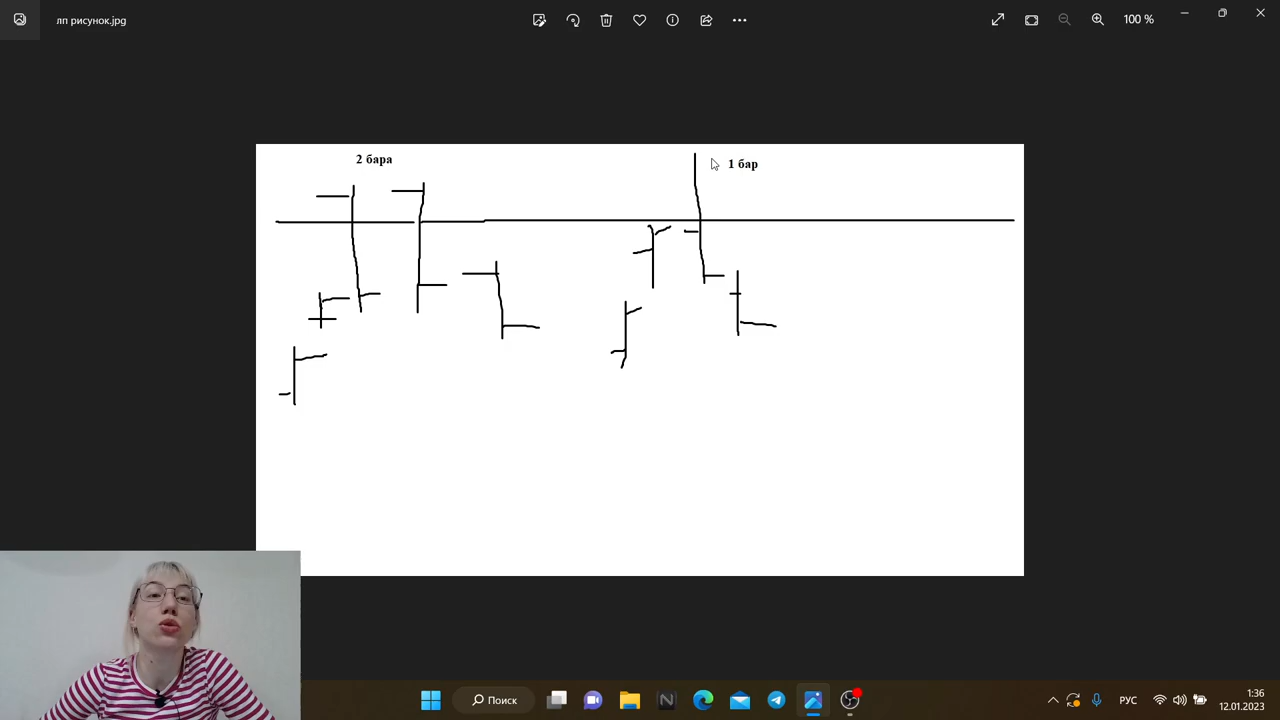 лп рисунок.jpg
100 %
2 бара
1 бар
Поиск
РУС
1:36
12.01.2023